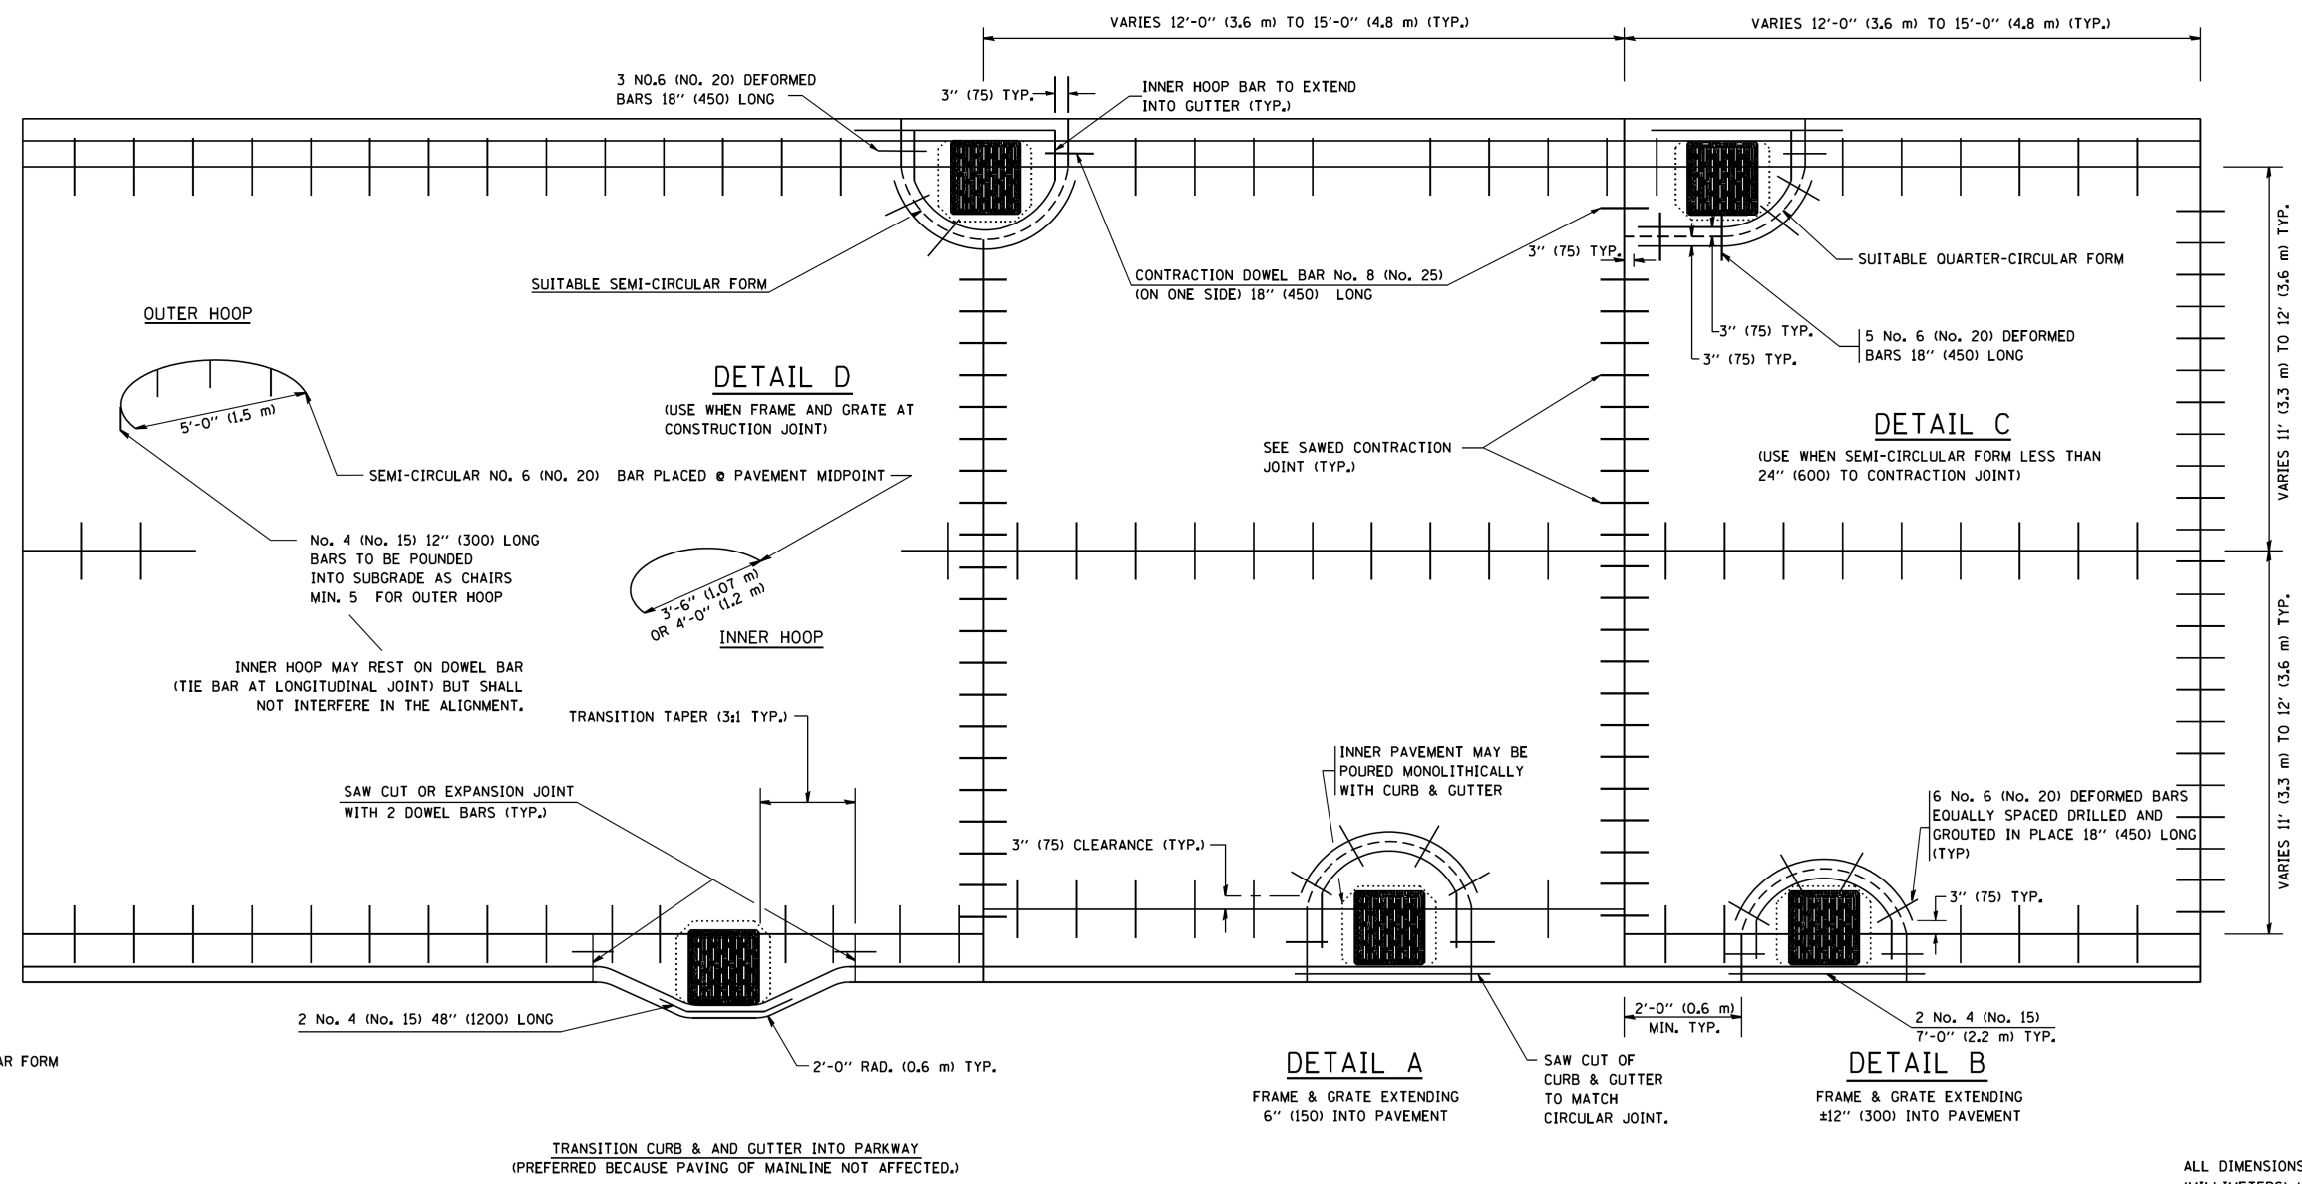 VARIES 12'-0" (3.6 m) TO 15'-0" (4.8 m) (TYP.)
VARIES 12'-0" (3.6 m) TO 15'-0" (4.8 m) (TYP.)
3 NO.6 (NO. 20) DEFORMED
BARS 18" (450) LONG
3" (75) TYP.
INNER HOOP BAR TO EXTEND
INTO GUTTER (TYP.)
SUITABLE SEMI-CIRCULAR FORM
CONTRACTION DOWEL BAR No. 8 (No. 25)
(ON ONE SIDE) 18" (450) LONG
3" (75) TYP.
SUITABLE QUARTER-CIRCULAR FORM
3" (75) TYP.
3" (75) TYP.
5 No. 6 (No. 20) DEFORMED
BARS 18" (450) LONG
VARIES 11' (3.3 m) TO 12' (3.6 m) TYP.
OUTER HOOP
5'-0" (1.5 m)
DETAIL D
(USE WHEN FRAME AND GRATE AT
CONSTRUCTION JOINT)
SEE SAWED CONTRACTION
JOINT (TYP.)
DETAIL C
(USE WHEN SEMI-CIRCLULAR FORM LESS THAN
24" (600) TO CONTRACTION JOINT)
SEMI-CIRCULAR NO. 6 (NO. 20) BAR PLACED @ PAVEMENT MIDPOINT
No. 4 (No. 15) 12" (300) LONG
BARS TO BE POUNDED
INTO SUBGRADE AS CHAIRS
MIN. 5 FOR OUTER HOOP
3'-6" (1.07 m)
OR 4'-0" (1.2 m)
INNER HOOP
INNER HOOP MAY REST ON DOWEL BAR
(TIE BAR AT LONGITUDINAL JOINT) BUT SHALL
NOT INTERFERE IN THE ALIGNMENT.
TRANSITION TAPER (3:1 TYP.)
SAW CUT OR EXPANSION JOINT
WITH 2 DOWEL BARS (TYP.)
INNER PAVEMENT MAY BE
POURED MONOLITHICALLY
WITH CURB & GUTTER
3" (75) CLEARANCE (TYP.)
6 No. 6 (No. 20) DEFORMED BARS
EQUALLY SPACED DRILLED AND
GROUTED IN PLACE 18" (450) LONG
(TYP)
3" (75) TYP.
VARIES 11' (3.3 m) TO 12' (3.6 m) TYP.
2 No. 4 (No. 15) 48" (1200) LONG
2'-0" RAD. (0.6 m) TYP.
2'-0" (0.6 m)
MIN. TYP.
2 No. 4 (No. 15)
7'-0" (2.2 m) TYP.
AR FORM
DETAIL A
FRAME & GRATE EXTENDING
6" (150) INTO PAVEMENT
SAW CUT OF
CURB & GUTTER
TO MATCH
CIRCULAR JOINT.
DETAIL B
FRAME & GRATE EXTENDING
±12" (300) INTO PAVEMENT
TRANSITION CURB & AND GUTTER INTO PARKWAY
(PREFERRED BECAUSE PAVING OF MAINLINE NOT AFFECTED.)
ALL DIMENSIONS